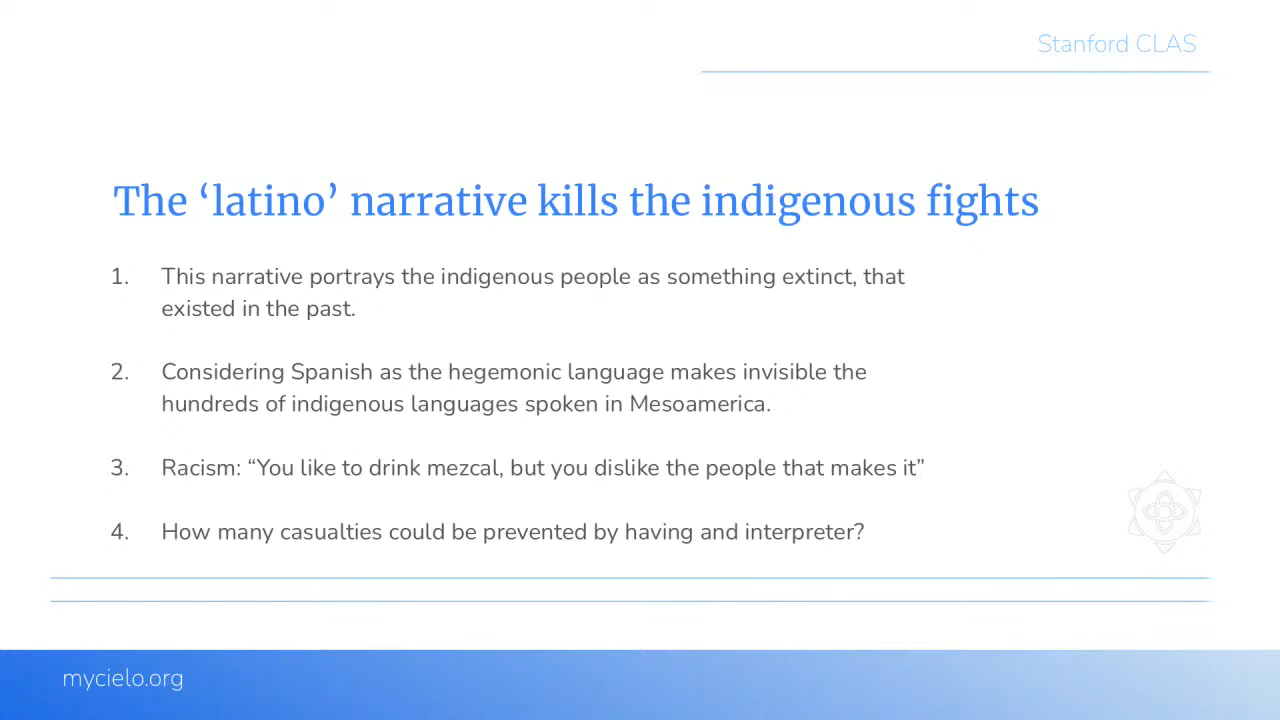 Stanford CLAS
The ‘latino’ narrative kills the indigenous fights
1. This narrative portrays the indigenous people as something extinct, that
existed in the past.
2. Considering Spanish as the hegemonic language makes invisible the
hundreds of indigenous languages spoken in Mesoamerica.
3. Racism: “You like to drink mezcal, but you dislike the people that makes it”
4. How many casualties could be prevented by having and interpreter?
mycielo.org